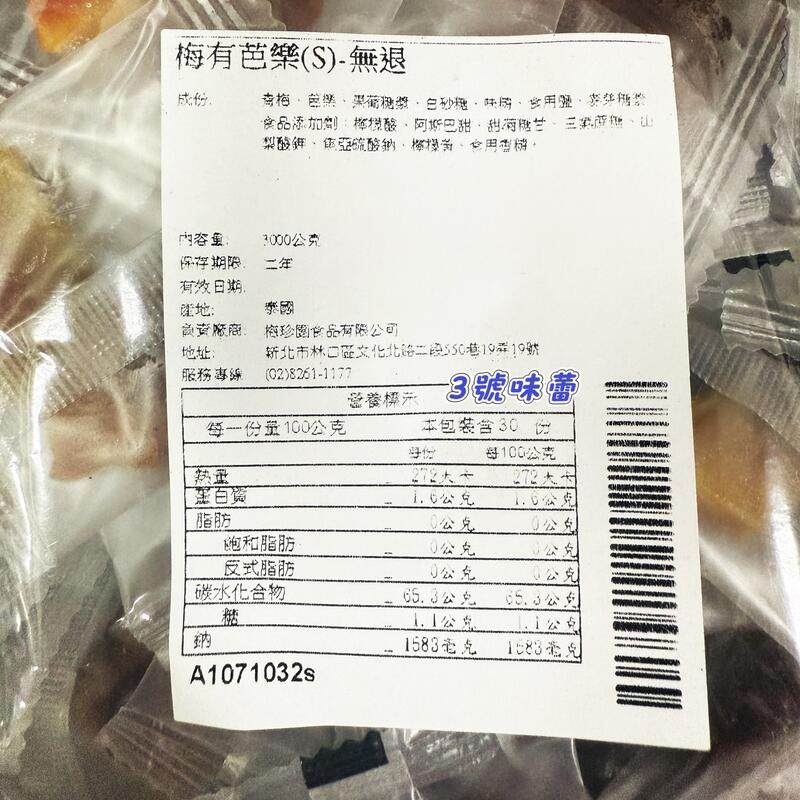 梅有芭樂(S)-無退
成份: 青梅、芭樂、果葡糖漿、白砂糖、味精、食用鹽、麥芽糖漿
食品添加劑:檸檬酸、阿斯巴甜、甜菊糖甘、三氯蔗糖、山
梨酸鉀、焦亞硫酸鈉、檸檬黃、食用香精。
內容量: 3000公克
保存期限: 二年
有效日期:
產地: 泰國
負責廠商: 梅珍園食品有限公司
地址: 新北市林口區文化北路二段550巷19弄19號
服務專線 (02)8261-1177
3號味蕾
營養標示
每一份量100公克 本包裝含30 份
每份 每100公克
熱量 272大卡 272大卡
蛋白質 1.6公克 1.6公克
脂肪 0公克 0公克
飽和脂肪 0公克 0公克
反式脂肪 0公克 0公克
碳水化合物 65.3公克 65.3公克
糖 1.1公克 1.1公克
鈉 1583毫克 1583毫克
A1071032s